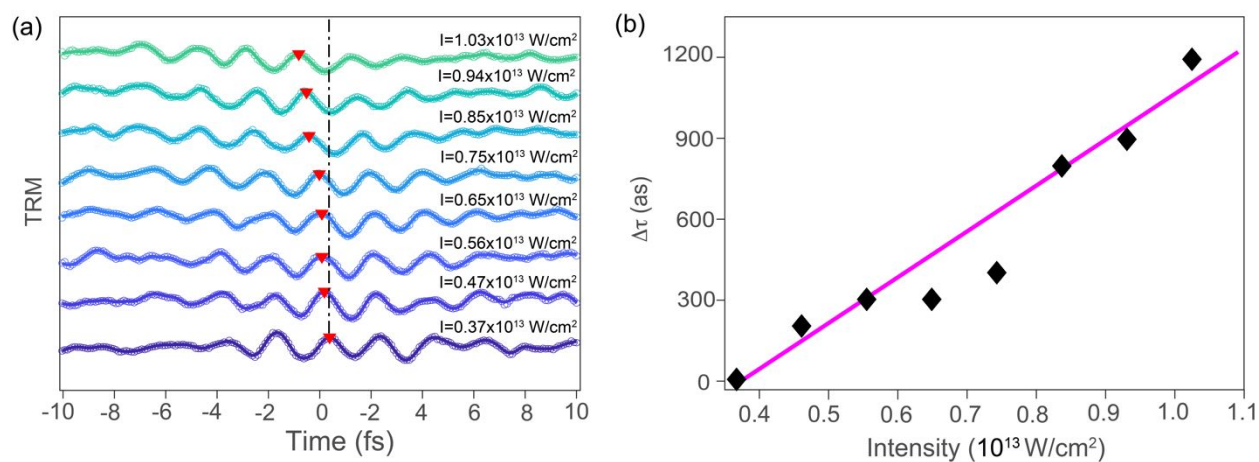 (a)
I=1.03x10¹³ W/cm²
I=0.94x10¹³ W/cm²
I=0.85x10¹³ W/cm²
I=0.75x10¹³ W/cm²
I=0.65x10¹³ W/cm²
I=0.56x10¹³ W/cm²
I=0.47x10¹³ W/cm²
I=0.37x10¹³ W/cm²
TRM
-10 -8 -6 -4 -2 0 -2 4 6 8 10
Time (fs)
(b)
1200
900
600
300
0
Δτ (as)
0.4 0.5 0.6 0.7 0.8 0.9 1.0 1.1
Intensity (10¹³ W/cm²)